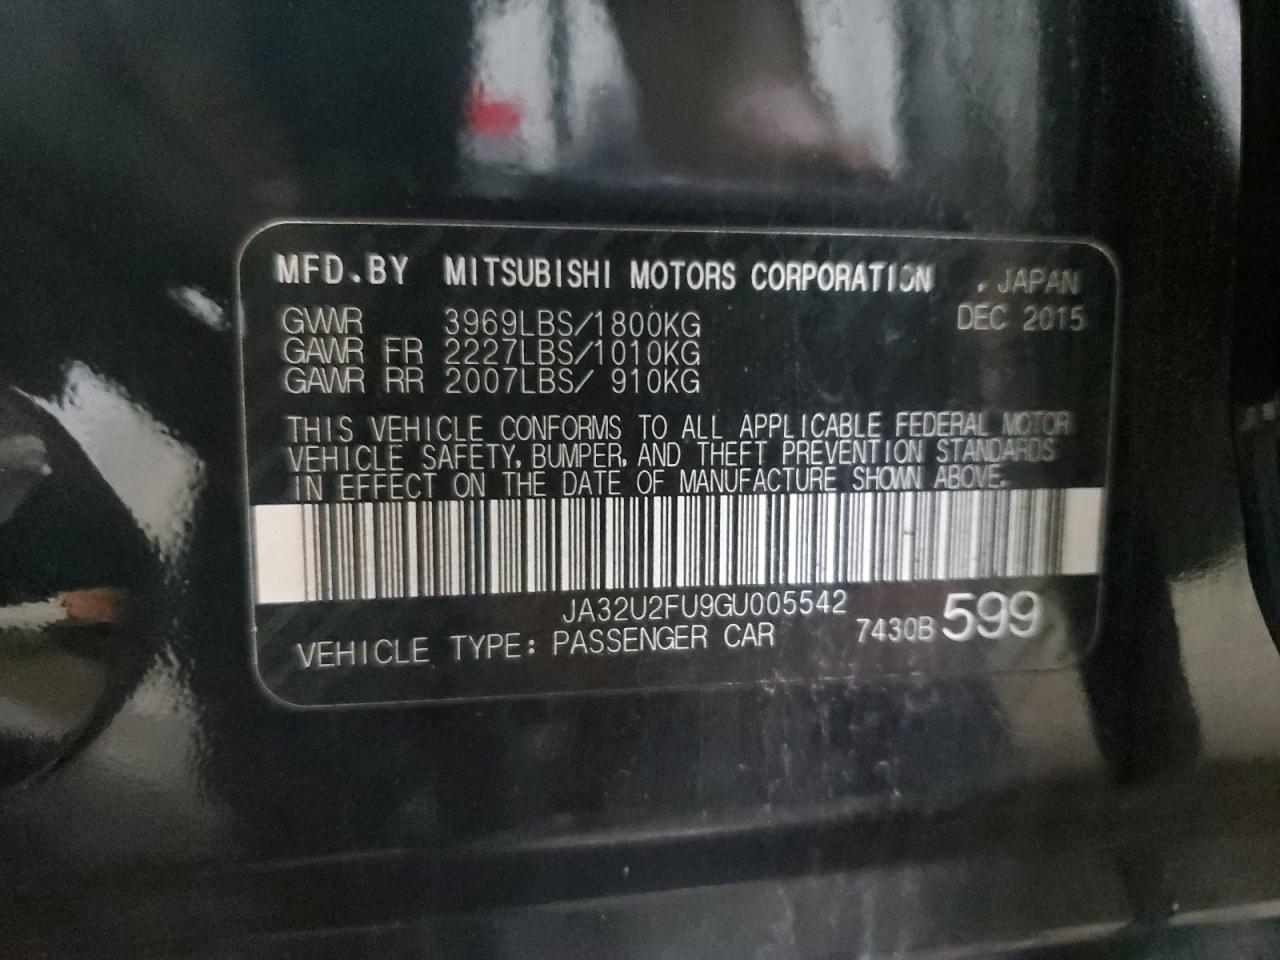 MFD.BY MITSUBISHI MOTORS CORPORATION , JAPAN
GVWR 3969LBS/1800KG DEC 2015
GAWR FR 2227LBS/1010KG
GAWR RR 2007LBS/ 910KG
THIS VEHICLE CONFORMS TO ALL APPLICABLE FEDERAL MOTOR
VEHICLE SAFETY, BUMPER, AND THEFT PREVENTION STANDARDS
IN EFFECT ON THE DATE OF MANUFACTURE SHOWN ABOVE.
JA32U2FU9GU005542
VEHICLE TYPE: PASSENGER CAR 7430B 599